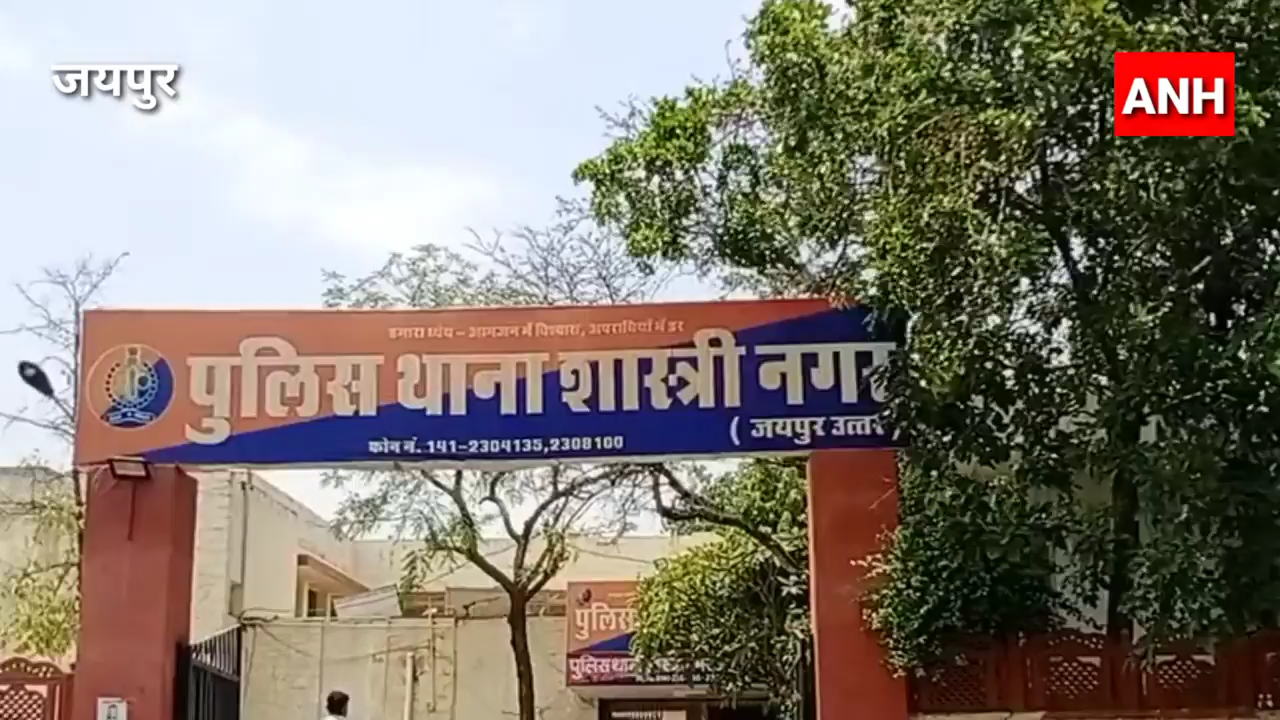 जयपुर
ANH
हमारा ध्येय – आमजन में विश्वास, अपराधियों में डर
पुलिस थाना शास्त्री नगर
( जयपुर उत्तर )
फोन नं. 141-2304135,2308100
पुलिस
पुलिस थाना